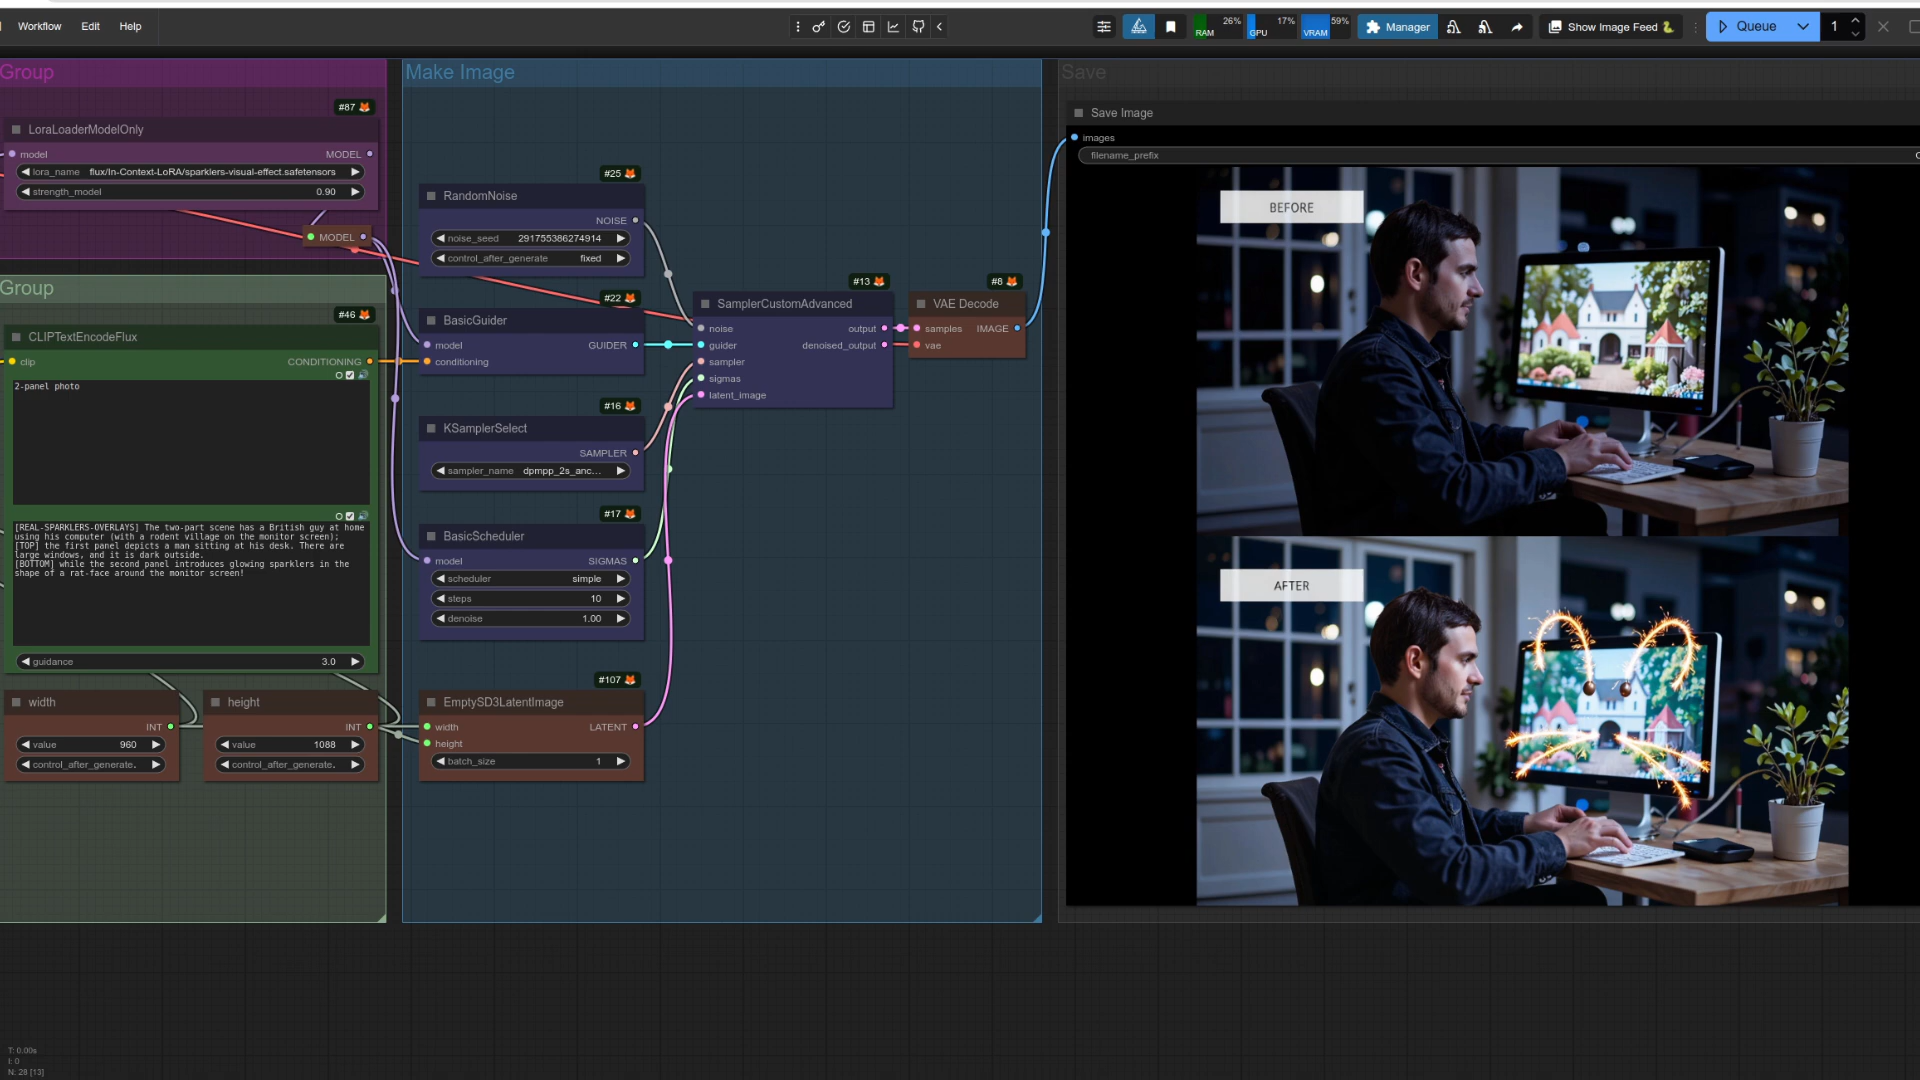 Workflow
Edit
Help
RAM
26%
GPU
17%
VRAM
59%
Manager
Show Image Feed
Queue
1
Group
#87
LoraLoaderModelOnly
model
MODEL
lora_name
flux/In-Context-LoRA/sparklers-visual-effect.safetensors
strength_model
0.90
MODEL
Group
#46
CLIPTextEncodeFlux
clip
CONDITIONING
2-panel photo
[REAL-SPARKLERS-OVERLAYS] The two-part scene has a British guy at home
using his computer (with a rodent village on the monitor screen);
[TOP] the first panel depicts a man sitting at his desk. There are
large windows, and it is dark outside.
[BOTTOM] while the second panel introduces glowing sparklers in the
shape of a rat-face around the monitor screen!
guidance
3.0
width
INT
value
960
control_after_generate.
height
INT
value
1088
control_after_generate.
Make Image
#25
RandomNoise
NOISE
noise_seed
291755386274914
control_after_generate
fixed
#22
BasicGuider
model
GUIDER
conditioning
#16
KSamplerSelect
SAMPLER
sampler_name
dpmpp_2s_anc...
#17
BasicScheduler
model
SIGMAS
scheduler
simple
steps
10
denoise
1.00
#107
EmptySD3LatentImage
width
LATENT
height
batch_size
1
#13
SamplerCustomAdvanced
noise
output
guider
denoised_output
sampler
sigmas
latent_image
#8
VAE Decode
samples
IMAGE
vae
Save
Save Image
images
filename_prefix
BEFORE
AFTER
T: 0.00s
I: 0
N: 28 [13]